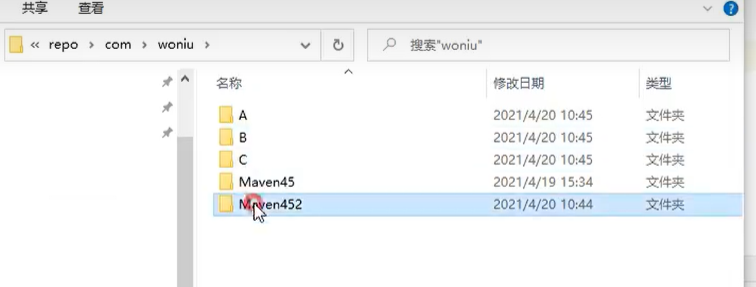 共享 查看
« repo › com › woniu › 搜索"woniu"
名称 修改日期 类型
A 2021/4/20 10:45 文件夹
B 2021/4/20 10:45 文件夹
C 2021/4/20 10:45 文件夹
Maven45 2021/4/19 15:34 文件夹
Maven452 2021/4/20 10:44 文件夹